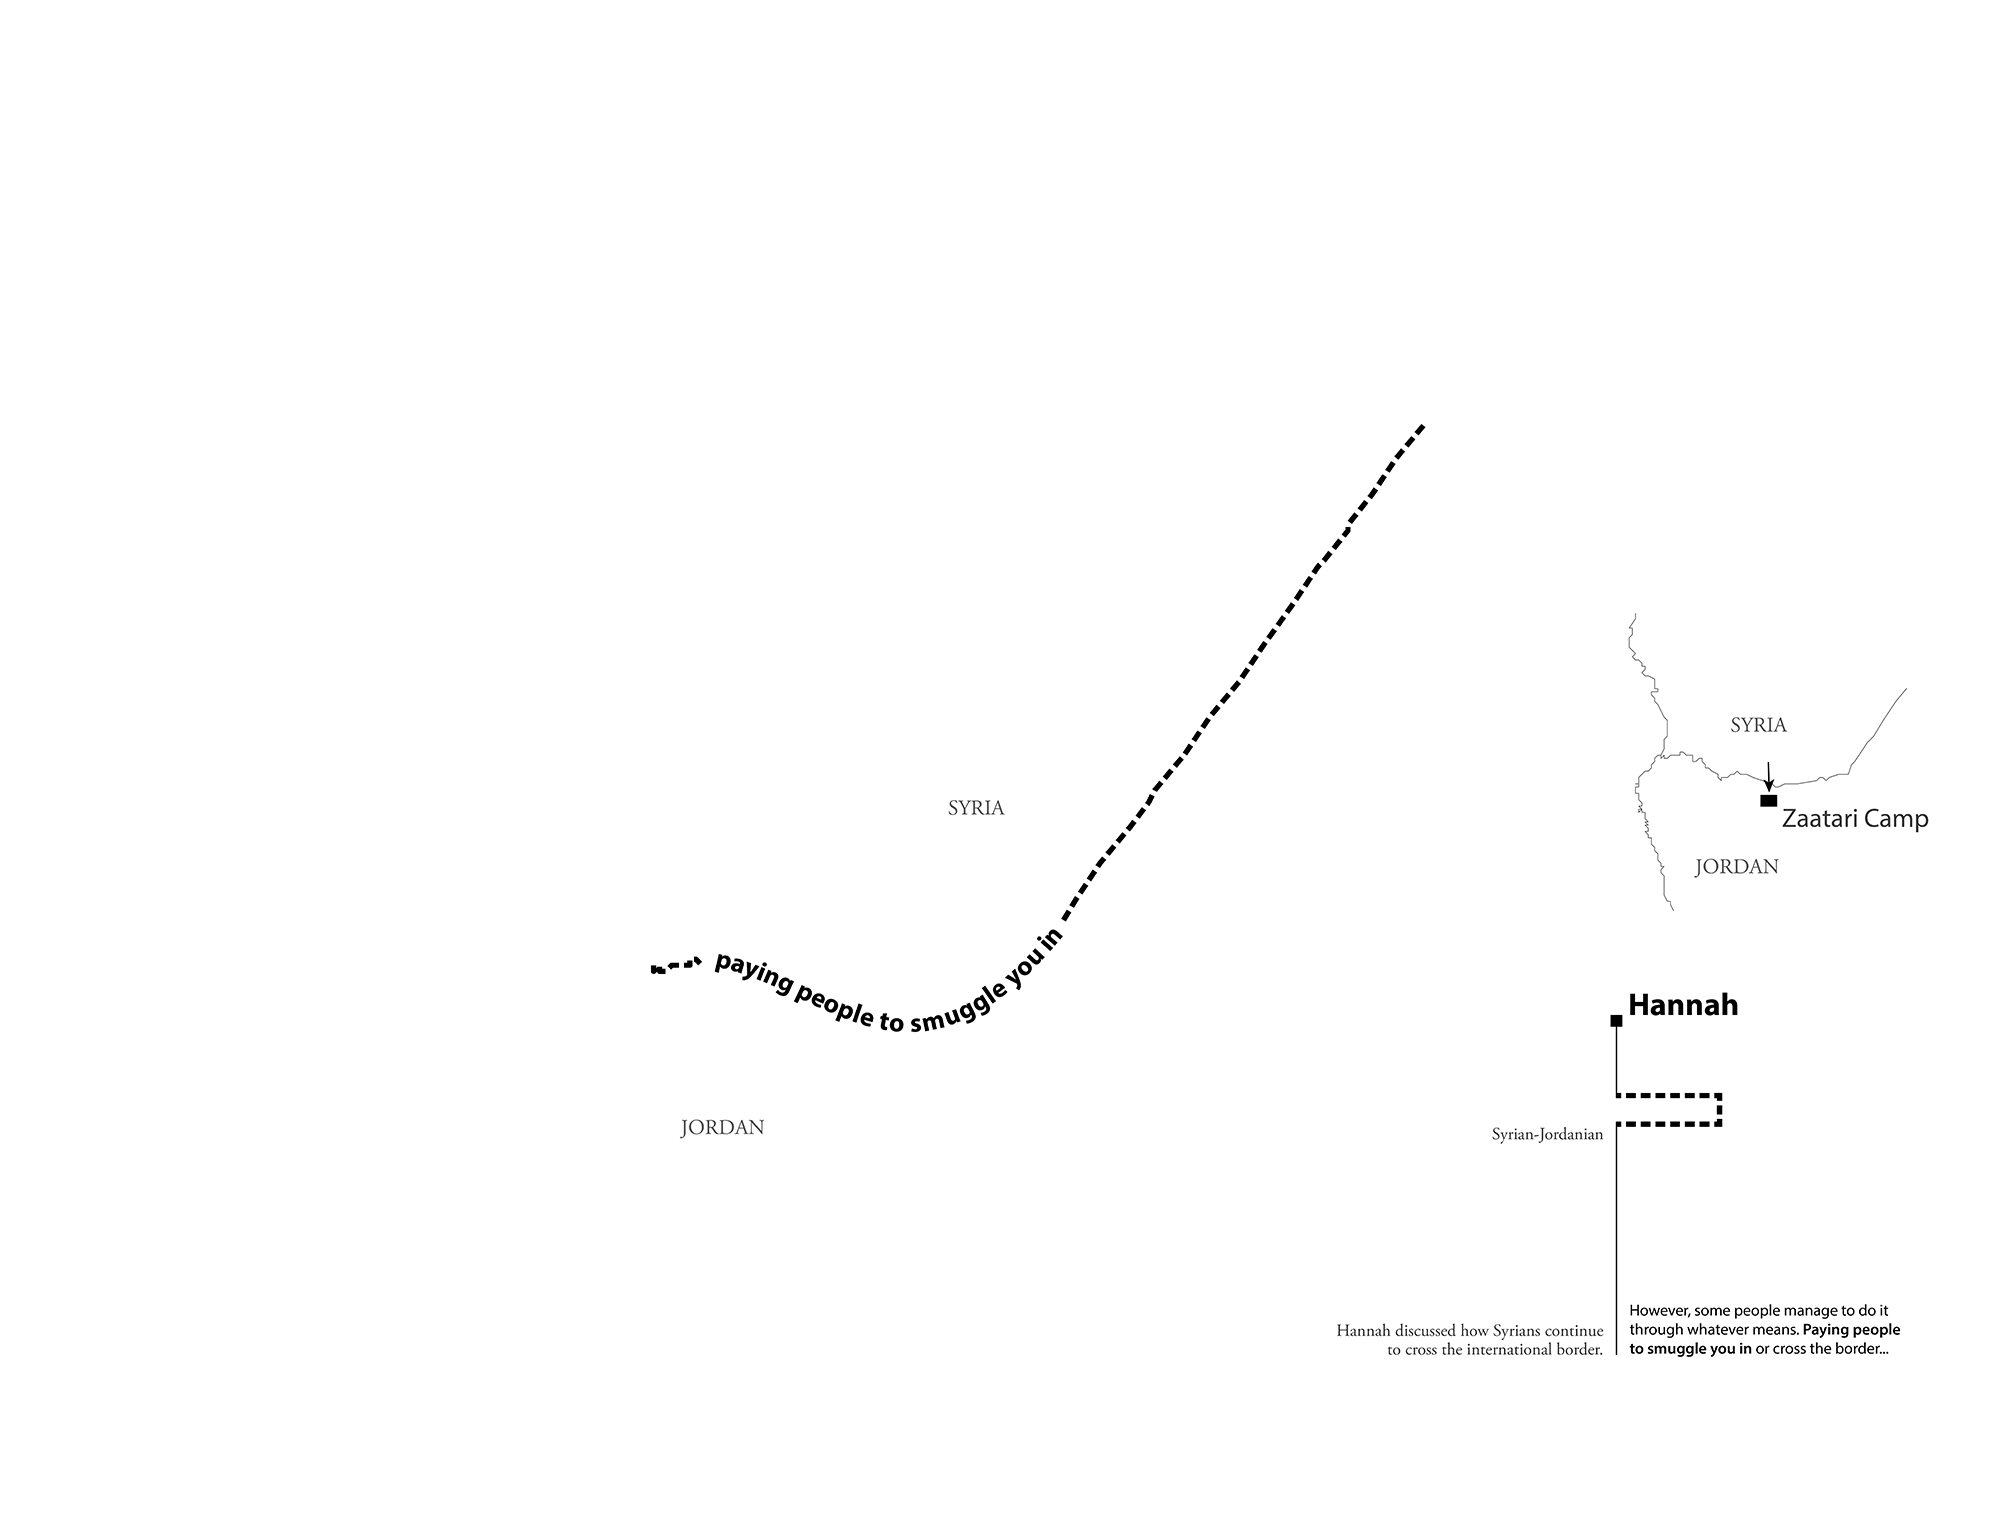 SYRIA
paying people to smuggle you in
JORDAN
SYRIA
Zaatari Camp
JORDAN
Hannah
Syrian-Jordanian
Hannah discussed how Syrians continue
to cross the international border.
However, some people manage to do it
through whatever means. Paying people
to smuggle you in or cross the border...